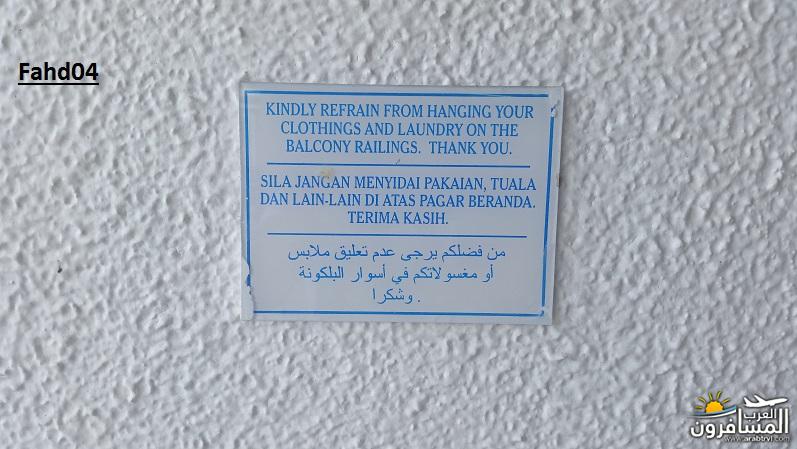 Fahd04
KINDLY REFRAIN FROM HANGING YOUR
CLOTHINGS AND LAUNDRY ON THE
BALCONY RAILINGS. THANK YOU.
SILA JANGAN MENYIDAI PAKAIAN, TUALA
DAN LAIN-LAIN DI ATAS PAGAR BERANDA.
TERIMA KASIH.
من فضلكم يرجى عدم تعليق ملابس
أو مغسولاتكم في أسوار البلكونة
وشكرا .
العرب
المسافرون
www.arabtrvl.com